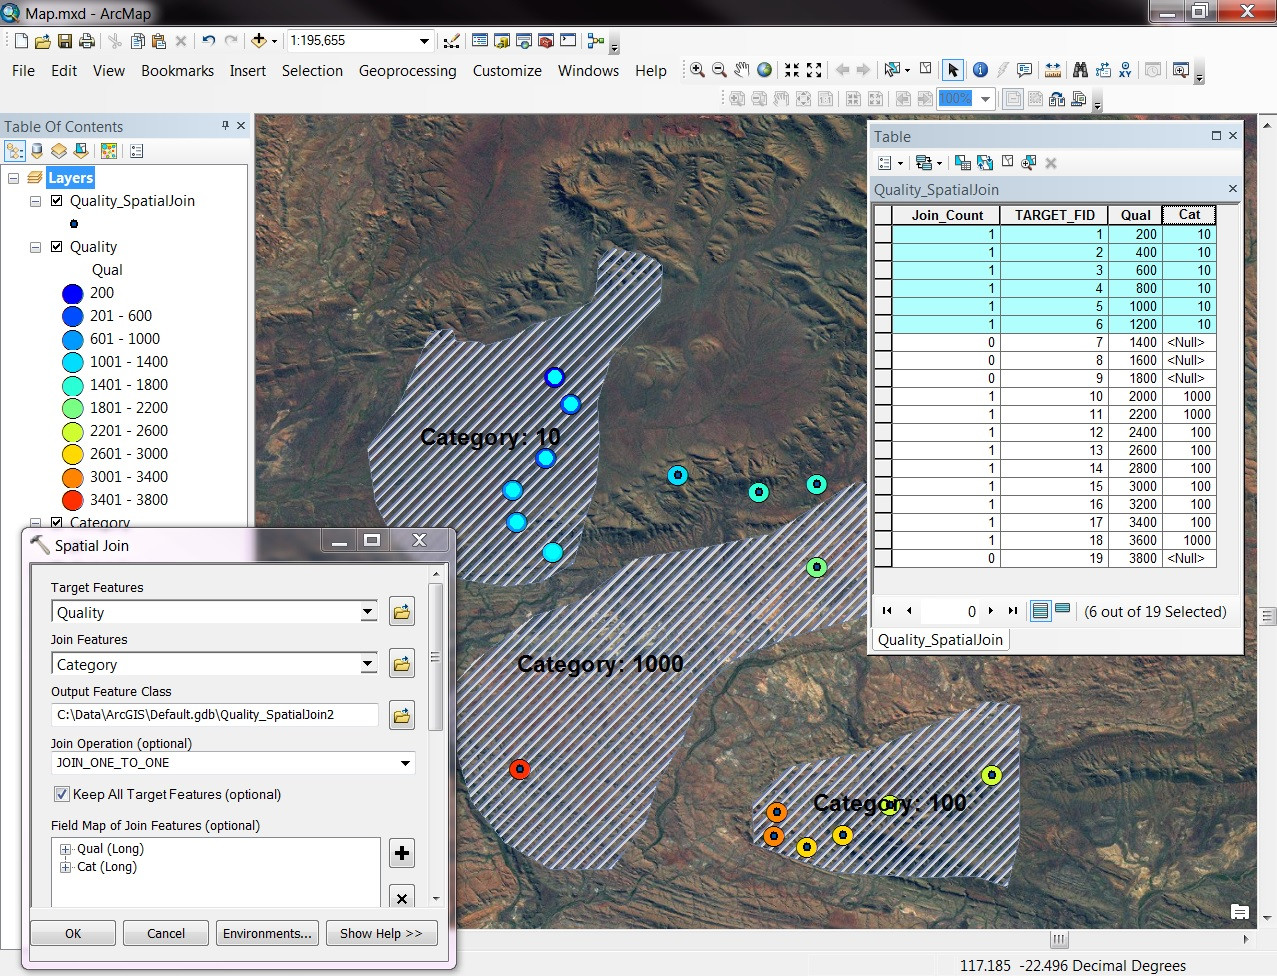 Map.mxd - ArcMap
1:195,655
File Edit View Bookmarks Insert Selection Geoprocessing Customize Windows Help
100%
Table Of Contents
Layers
Quality_SpatialJoin
Quality
Qual
200
201 - 600
601 - 1000
1001 - 1400
1401 - 1800
1801 - 2200
2201 - 2600
2601 - 3000
3001 - 3400
3401 - 3800
Category
Category: 10
Category: 1000
Category: 100
Table
Quality_SpatialJoin
Join_Count TARGET_FID Qual Cat
1 1 200 10
1 2 400 10
1 3 600 10
1 4 800 10
1 5 1000 10
1 6 1200 10
0 7 1400 <Null>
0 8 1600 <Null>
0 9 1800 <Null>
1 10 2000 1000
1 11 2200 1000
1 12 2400 100
1 13 2600 100
1 14 2800 100
1 15 3000 100
1 16 3200 100
1 17 3400 100
1 18 3600 1000
0 19 3800 <Null>
0 (6 out of 19 Selected)
Quality_SpatialJoin
Spatial Join
Target Features
Quality
Join Features
Category
Output Feature Class
C:\Data\ArcGIS\Default.gdb\Quality_SpatialJoin2
Join Operation (optional)
JOIN_ONE_TO_ONE
Keep All Target Features (optional)
Field Map of Join Features (optional)
Qual (Long)
Cat (Long)
OK Cancel Environments... Show Help >>
117.185 -22.496 Decimal Degrees